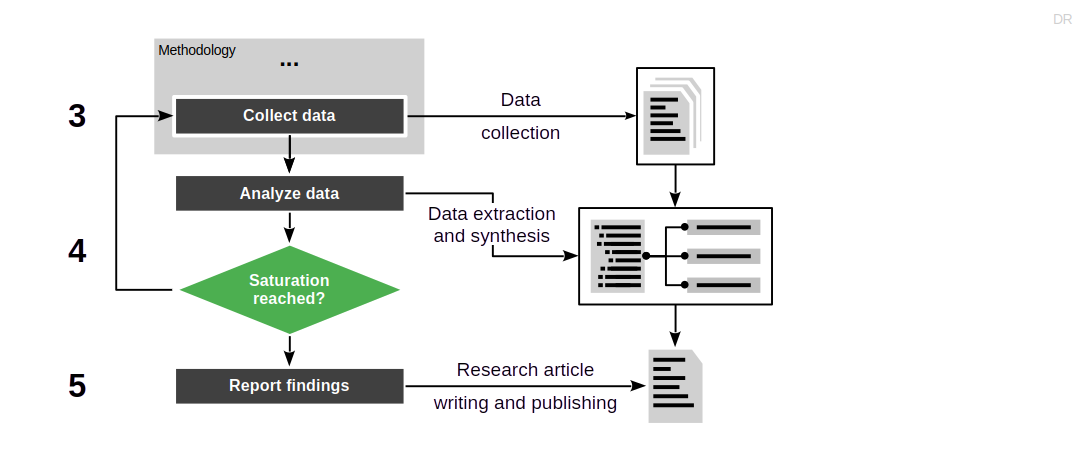 DR
Methodology
...
3
Collect data
Data
collection
Analyze data
Data extraction
and synthesis
4
Saturation
reached?
5
Report findings
Research article
writing and publishing